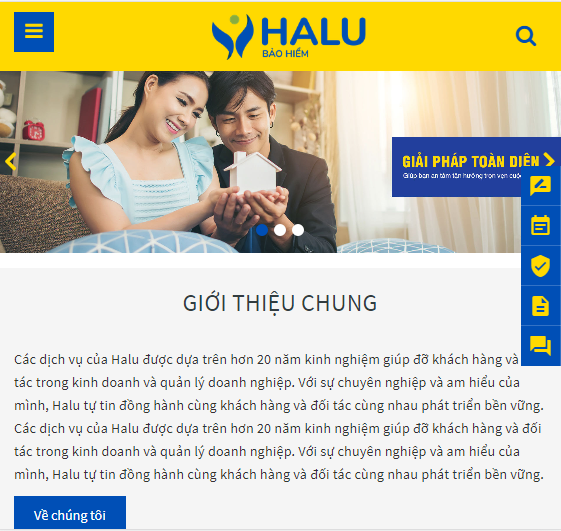 HALU
BẢO HIỂM
GIẢI PHÁP TOÀN DIỆN
Giúp bạn an tâm tận hưởng trọn vẹn cuộc
GIỚI THIỆU CHUNG
Các dịch vụ của Halu được dựa trên hơn 20 năm kinh nghiệm giúp đỡ khách hàng và
tác trong kinh doanh và quản lý doanh nghiệp. Với sự chuyên nghiệp và am hiểu của
mình, Halu tự tin đồng hành cùng khách hàng và đối tác cùng nhau phát triển bền vững.
Các dịch vụ của Halu được dựa trên hơn 20 năm kinh nghiệm giúp đỡ khách hàng và đối
tác trong kinh doanh và quản lý doanh nghiệp. Với sự chuyên nghiệp và am hiểu của
mình, Halu tự tin đồng hành cùng khách hàng và đối tác cùng nhau phát triển bền vững.
Về chúng tôi